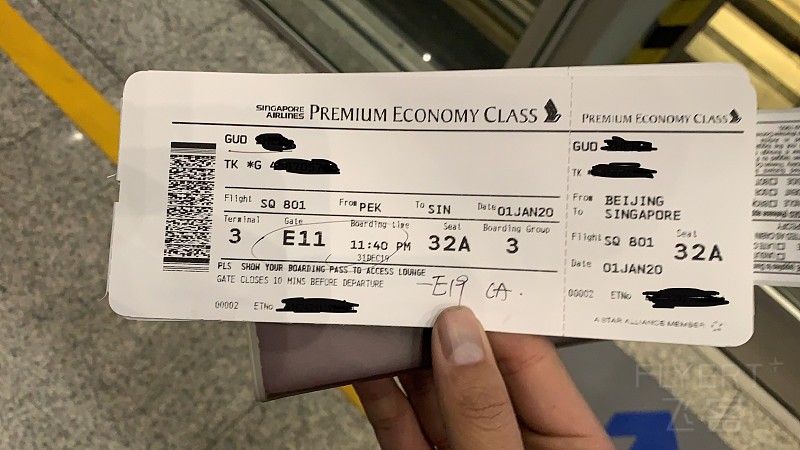 SINGAPORE AIRLINES PREMIUM ECONOMY CLASS
GUO
TK *G
Flight SQ 801 From PEK To SIN Date 01JAN20
Terminal Gate Boarding time Seat Boarding Group
3 E11 11:40 PM 32A 3
31DEC19
PLS SHOW YOUR BOARDING PASS TO ACCESS LOUNGE
GATE CLOSES 10 MINS BEFORE DEPARTURE
E19 CA.
00002 ETNo
PREMIUM ECONOMY CLASS
GUO
TK
From BEIJING
To SINGAPORE
Flight SQ 801 Seat 32A
Date 01JAN20
00002 ETNo
A STAR ALLIANCE MEMBER
FLYERT+
飞客